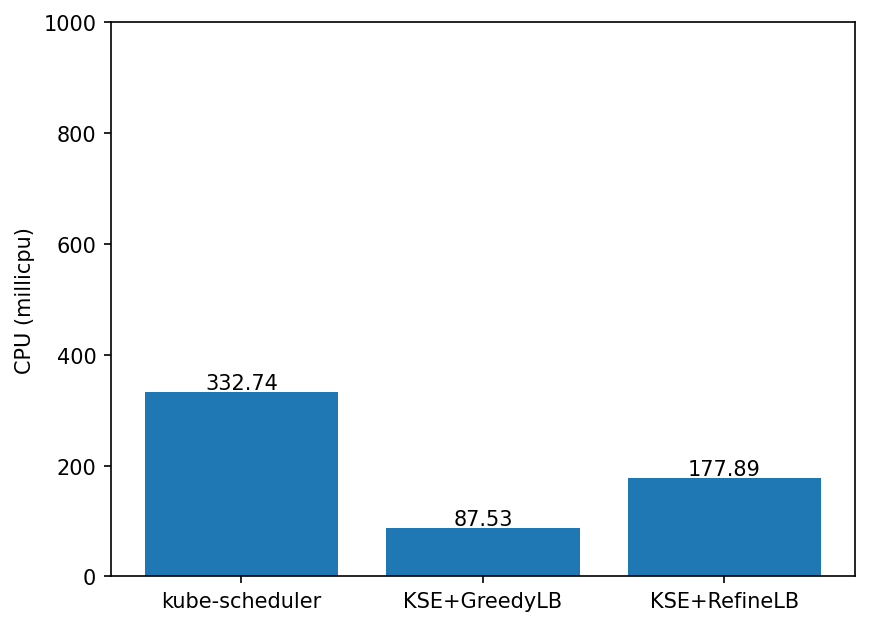 1000
800
600
400
200
0
CPU (millicpu)
332.74
87.53
177.89
kube-scheduler
KSE+GreedyLB
KSE+RefineLB